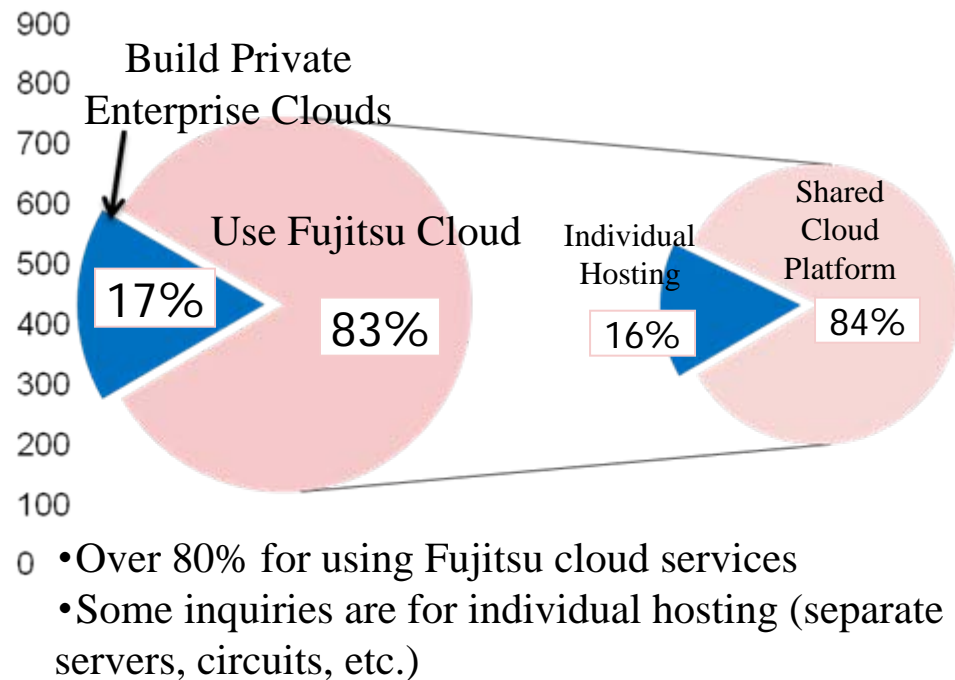 900
800
700
600
500
400
300
200
100
0
Build Private
Enterprise Clouds
Use Fujitsu Cloud
17%
83%
Individual
Hosting
16%
Shared
Cloud
Platform
84%
•Over 80% for using Fujitsu cloud services
•Some inquiries are for individual hosting (separate
servers, circuits, etc.)